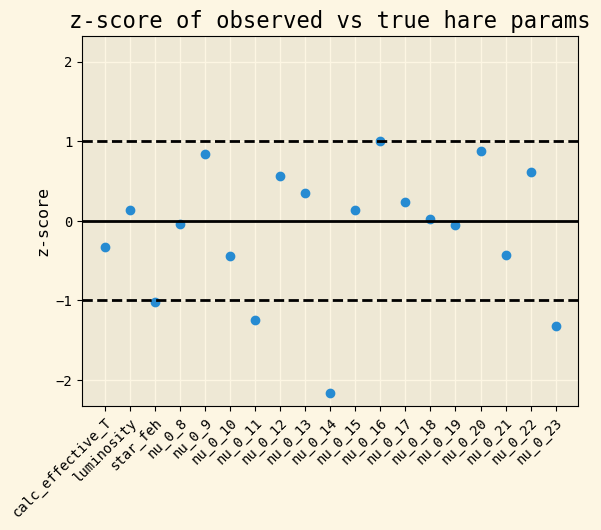 z-score of observed vs true hare params
z-score
2
1
0
−1
−2
calc_effective_T
luminosity
star_feh
nu_0_8
nu_0_9
nu_0_10
nu_0_11
nu_0_12
nu_0_13
nu_0_14
nu_0_15
nu_0_16
nu_0_17
nu_0_18
nu_0_19
nu_0_20
nu_0_21
nu_0_22
nu_0_23